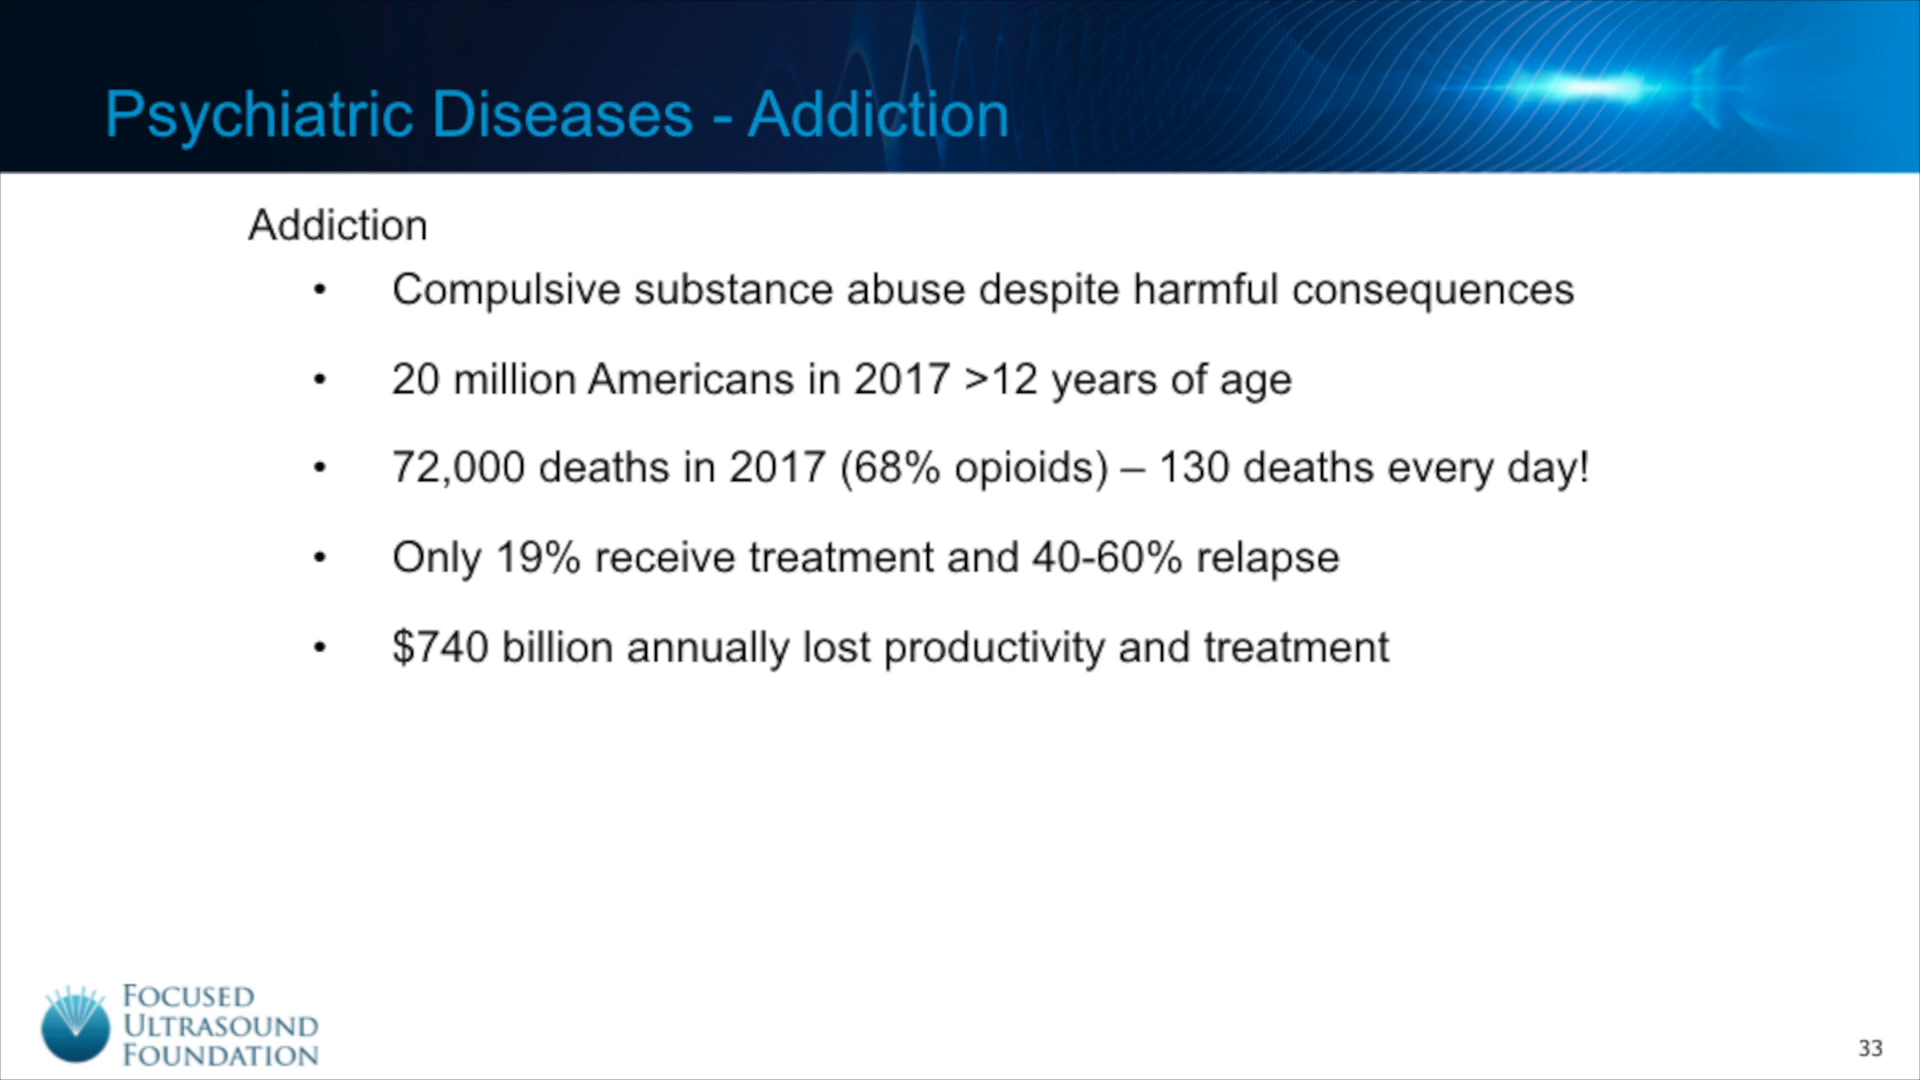 Psychiatric Diseases - Addiction
Addiction
• Compulsive substance abuse despite harmful consequences
• 20 million Americans in 2017 >12 years of age
• 72,000 deaths in 2017 (68% opioids) – 130 deaths every day!
• Only 19% receive treatment and 40-60% relapse
• $740 billion annually lost productivity and treatment
FOCUSED
ULTRASOUND
FOUNDATION
33